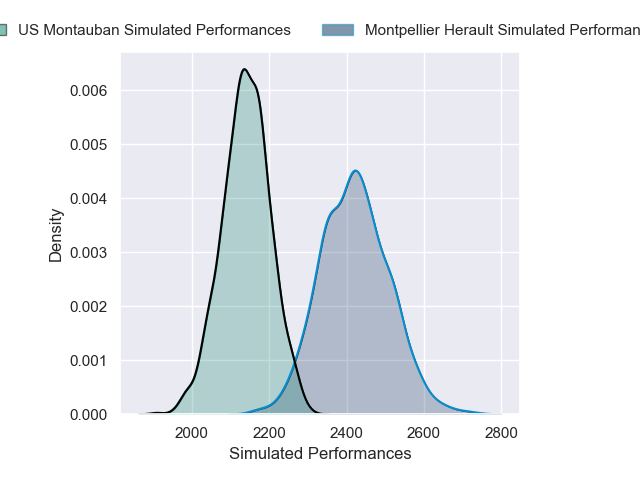 US Montauban Simulated Performances Montpellier Herault Simulated Performan
0.006
0.005
0.004
0.003
0.002
0.001
0.000
Density
2000 2200 2400 2600 2800
Simulated Performances